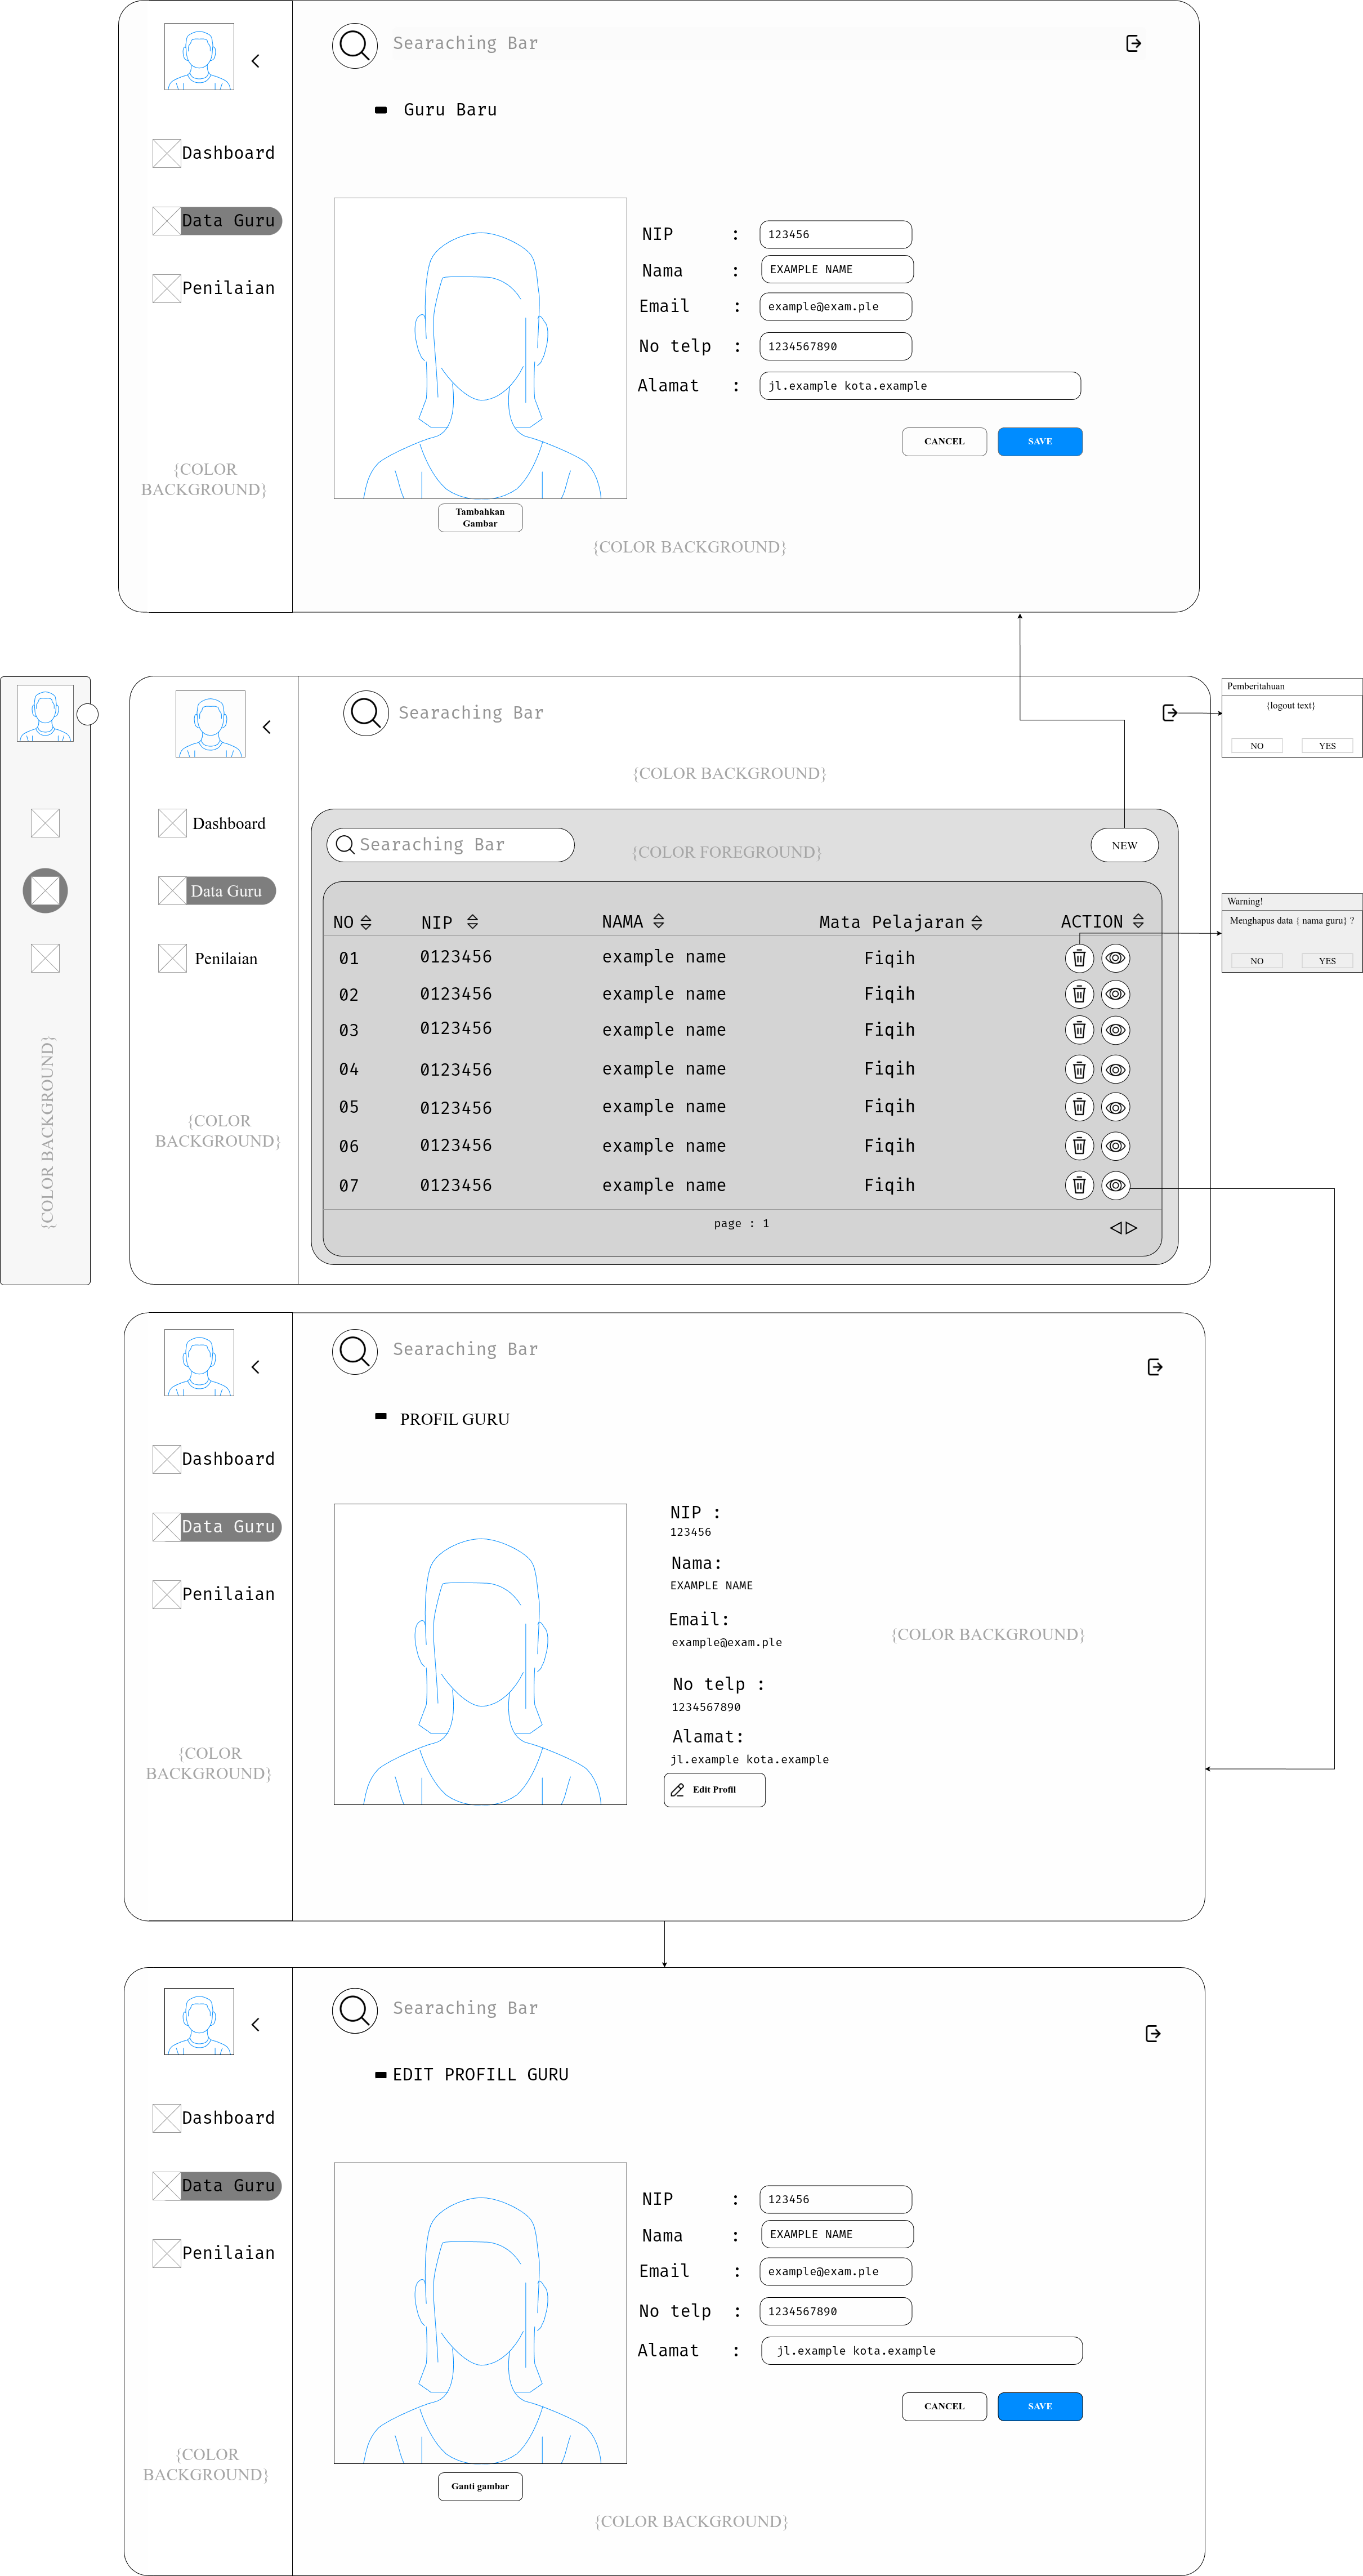 Searaching Bar
Guru Baru
Dashboard
Data Guru
Penilaian
{COLOR
BACKGROUND}
NIP : 123456
Nama : EXAMPLE NAME
Email : example@exam.ple
No telp : 1234567890
Alamat : jl.example kota.example
CANCEL SAVE
Tambahkan
Gambar
{COLOR BACKGROUND}
{COLOR BACKGROUND}
Searaching Bar
Dashboard
Data Guru
Penilaian
{COLOR
BACKGROUND}
{COLOR BACKGROUND}
Searaching Bar
{COLOR FOREGROUND}
NEW
NO NIP NAMA Mata Pelajaran ACTION
01 0123456 example name Fiqih
02 0123456 example name Fiqih
03 0123456 example name Fiqih
04 0123456 example name Fiqih
05 0123456 example name Fiqih
06 0123456 example name Fiqih
07 0123456 example name Fiqih
page : 1
Pemberitahuan
{logout text}
NO YES
Warning!
Menghapus data { nama guru} ?
NO YES
Searaching Bar
PROFIL GURU
Dashboard
Data Guru
Penilaian
{COLOR
BACKGROUND}
NIP :
123456
Nama:
EXAMPLE NAME
Email:
example@exam.ple
No telp :
1234567890
Alamat:
jl.example kota.example
Edit Profil
{COLOR BACKGROUND}
Searaching Bar
EDIT PROFILL GURU
Dashboard
Data Guru
Penilaian
{COLOR
BACKGROUND}
NIP : 123456
Nama : EXAMPLE NAME
Email : example@exam.ple
No telp : 1234567890
Alamat : jl.example kota.example
CANCEL SAVE
Ganti gambar
{COLOR BACKGROUND}